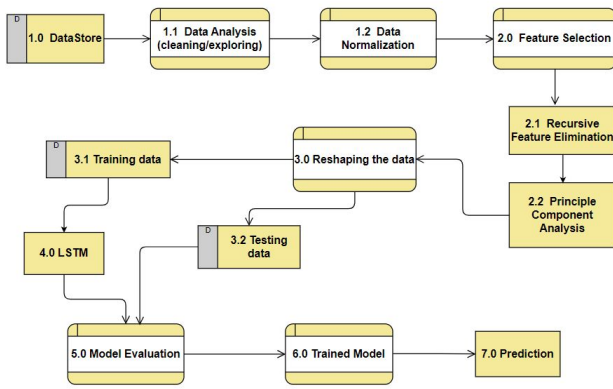 D
1.0 DataStore
1.1 Data Analysis
(cleaning/exploring)
1.2 Data
Normalization
2.0 Feature Selection
2.1 Recursive
Feature Elimination
2.2 Principle
Component
Analysis
3.0 Reshaping the data
D
3.1 Training data
D
3.2 Testing
data
4.0 LSTM
5.0 Model Evaluation
6.0 Trained Model
7.0 Prediction